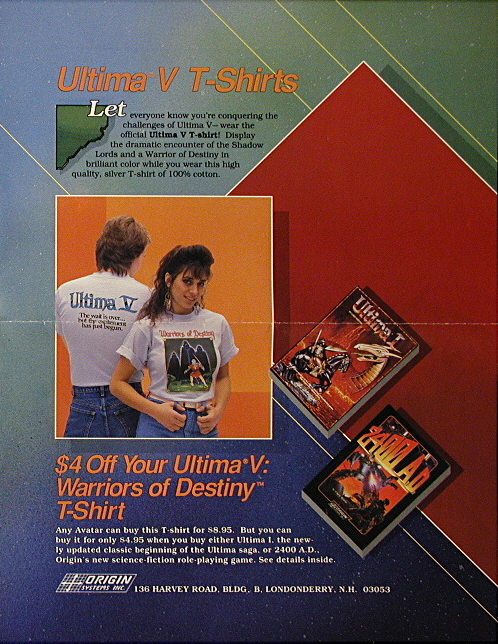 Ultima™ V T-Shirts
Let everyone know you're conquering the
challenges of Ultima V—wear the
official Ultima V T-shirt! Display
the dramatic encounter of the Shadow
Lords and a Warrior of Destiny in
brilliant color while you wear this high
quality, silver T-shirt of 100% cotton.
Ultima V
The wait is over...
but the excitement
has just begun.
Warriors of Destiny
Ultima I
2400 A.D.
$4 Off Your Ultima® V:
Warriors of Destiny™
T-Shirt
Any Avatar can buy this T-shirt for $8.95. But you can
buy it for only $4.95 when you buy either Ultima I, the new-
ly updated classic beginning of the Ultima saga, or 2400 A.D.,
Origin's new science-fiction role-playing game. See details inside.
ORIGIN
SYSTEMS INC.
136 HARVEY ROAD, BLDG. B, LONDONDERRY, N.H. 03053